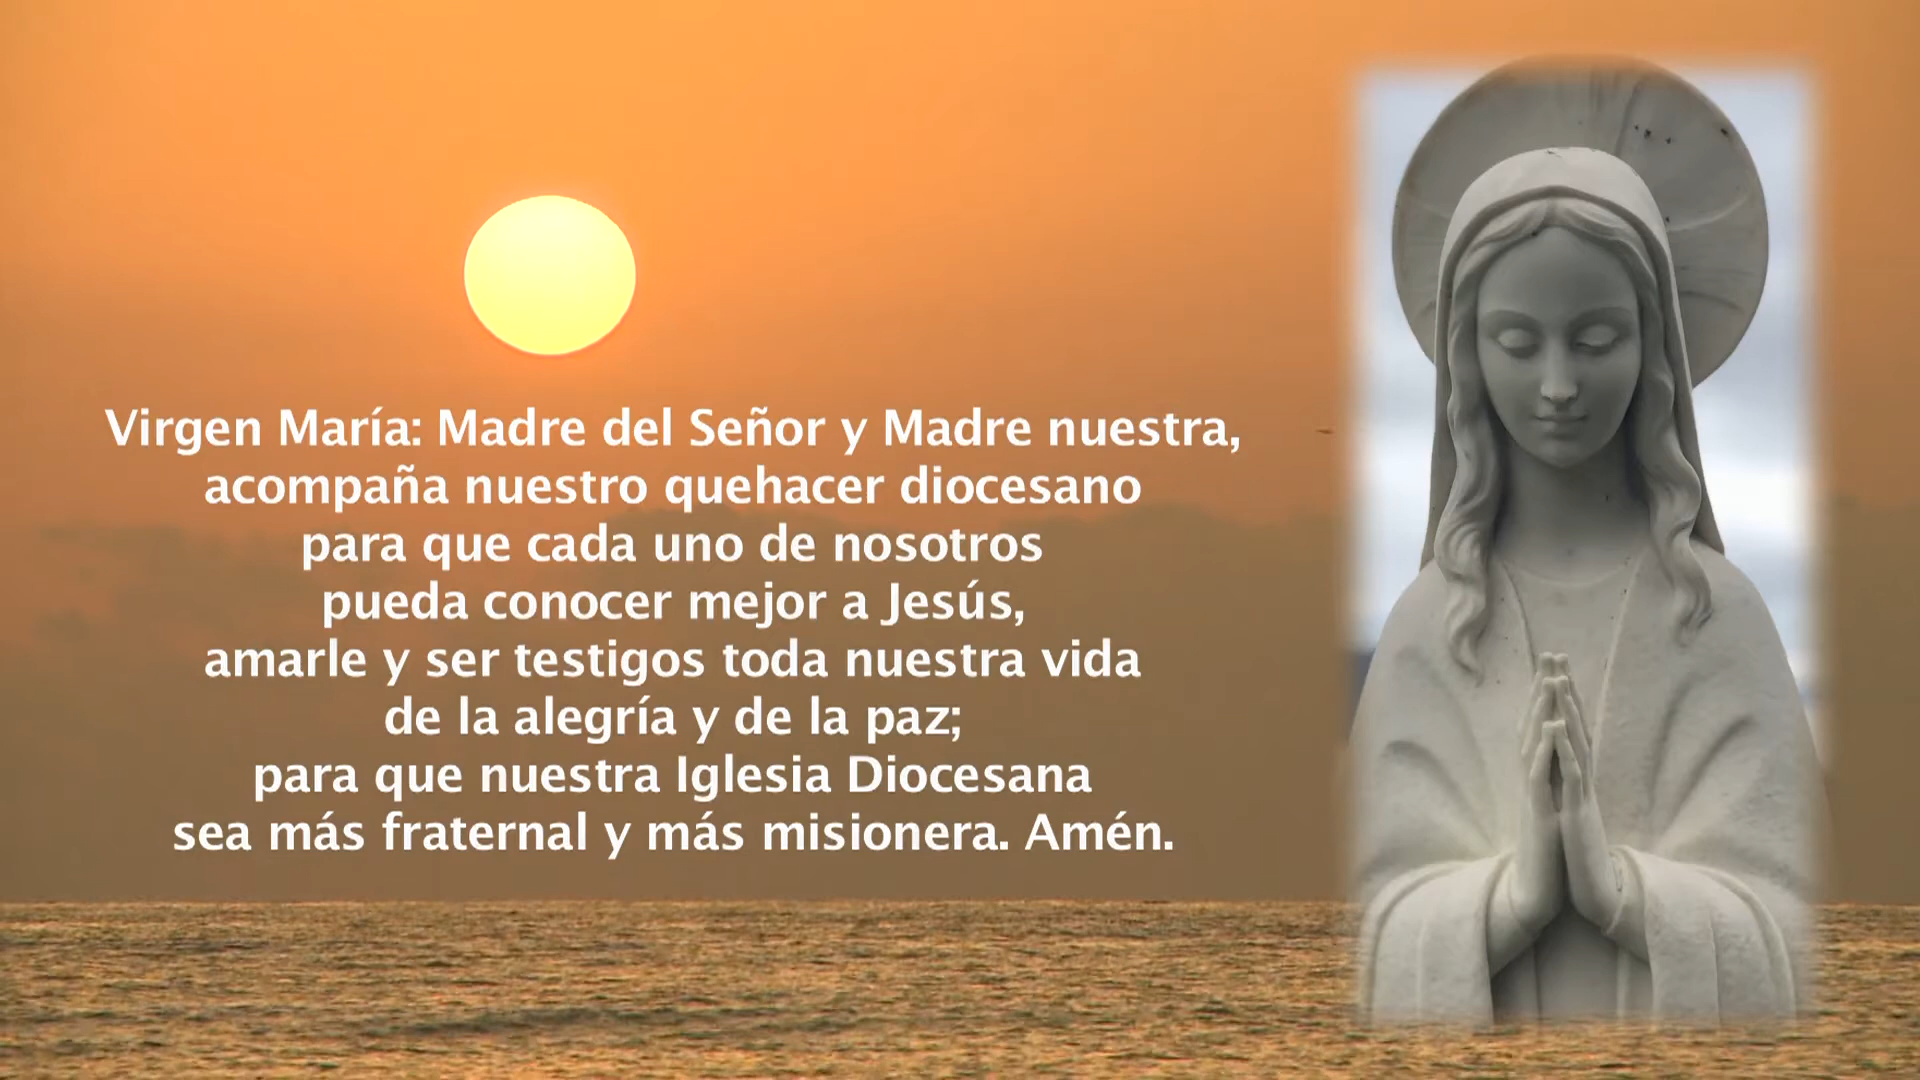 Virgen María: Madre del Señor y Madre nuestra,
acompaña nuestro quehacer diocesano
para que cada uno de nosotros
pueda conocer mejor a Jesús,
amarle y ser testigos toda nuestra vida
de la alegría y de la paz;
para que nuestra Iglesia Diocesana
sea más fraternal y más misionera. Amén.